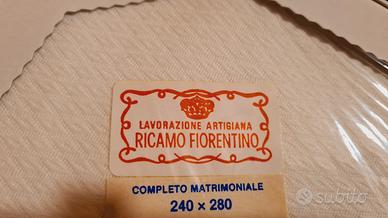 LAVORAZIONE ARTIGIANA
RICAMO FIORENTINO
COMPLETO MATRIMONIALE
240 × 280
subito